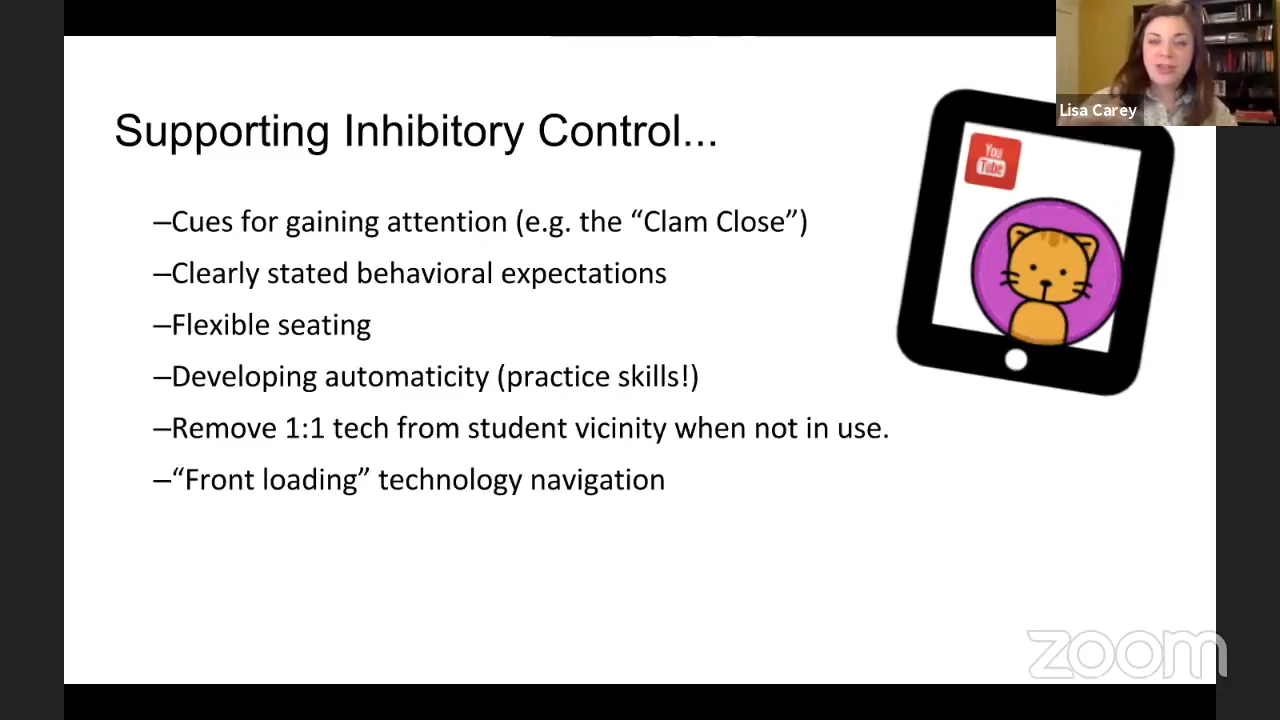 Lisa Carey
Supporting Inhibitory Control...
You
Tube
–Cues for gaining attention (e.g. the “Clam Close”)
–Clearly stated behavioral expectations
–Flexible seating
–Developing automaticity (practice skills!)
–Remove 1:1 tech from student vicinity when not in use.
–“Front loading” technology navigation
zoom